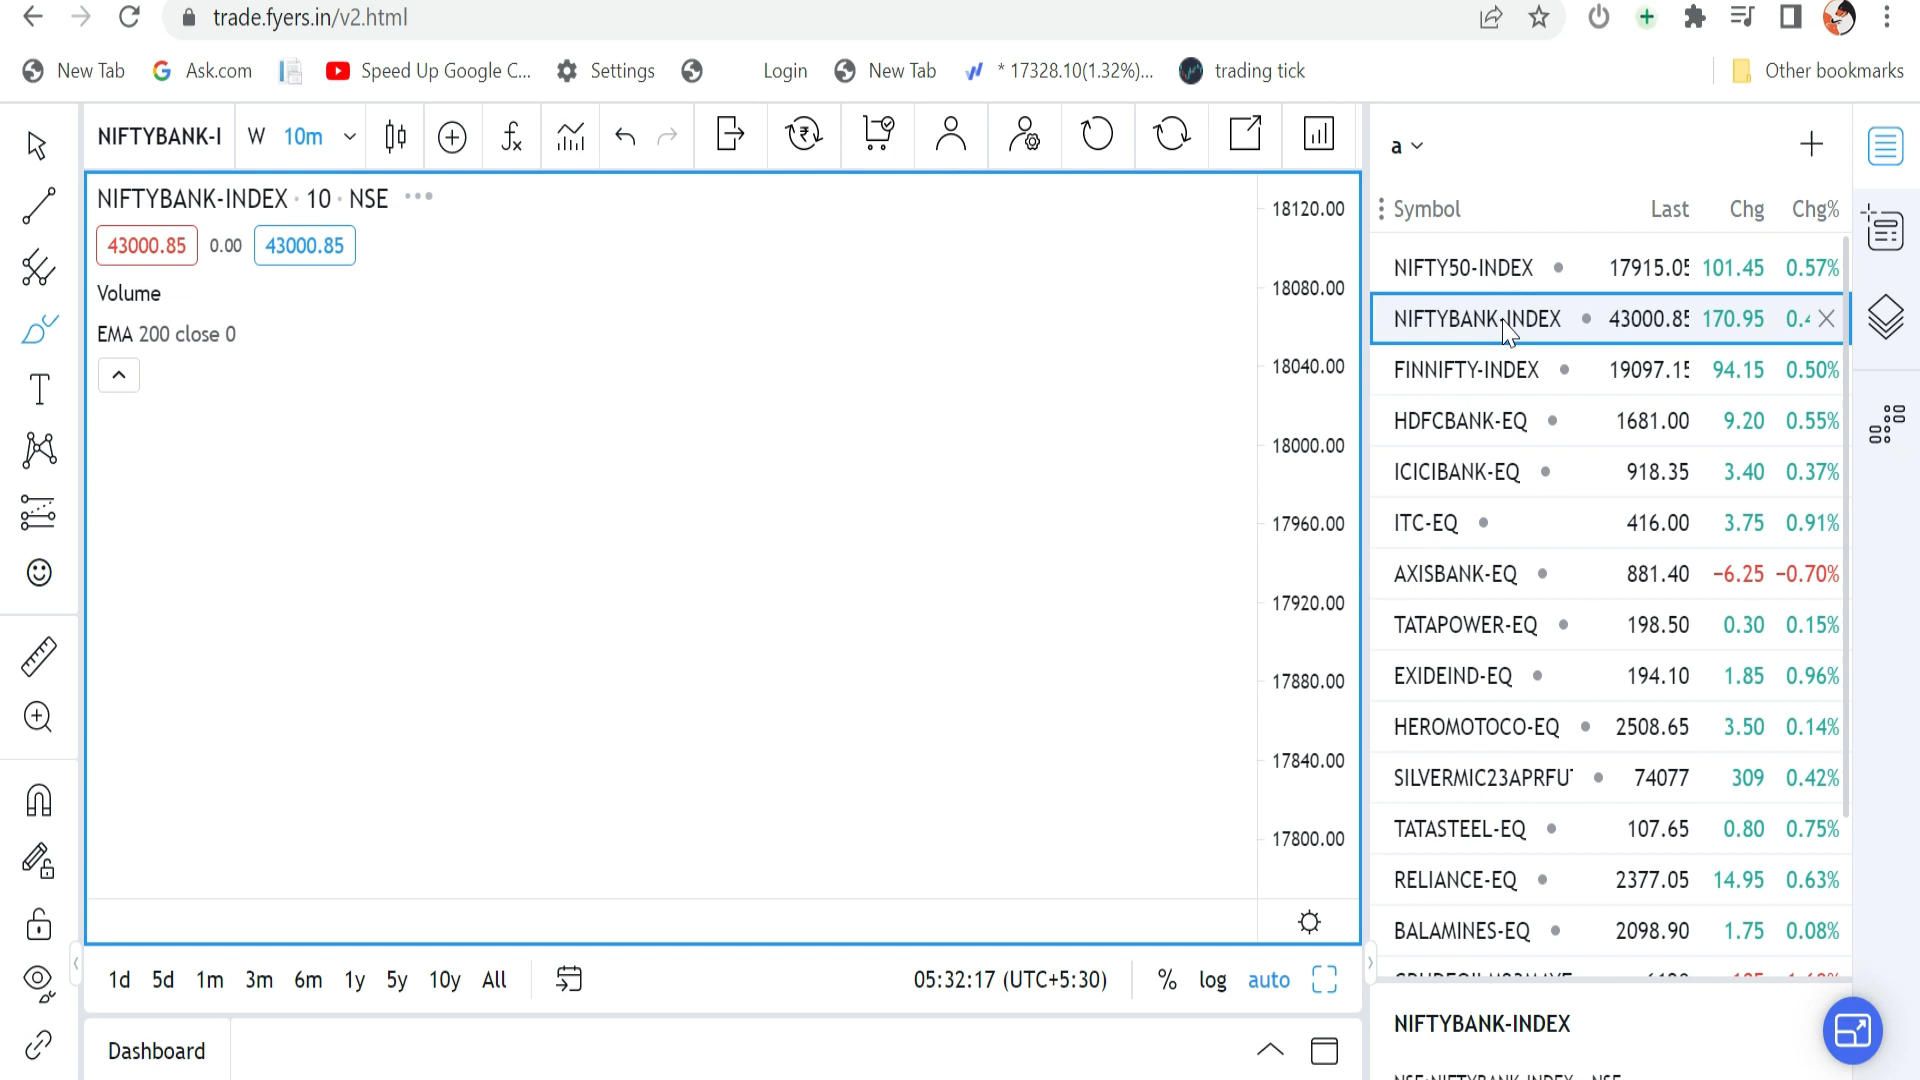 trade.fyers.in/v2.html
New Tab Ask.com Speed Up Google C... Settings Login New Tab * 17328.10(1.32%)... trading tick Other bookmarks
NIFTYBANK-I W 10m
NIFTYBANK-INDEX · 10 · NSE
43000.85 0.00 43000.85
Volume
EMA 200 close 0
18120.00
18080.00
18040.00
18000.00
17960.00
17920.00
17880.00
17840.00
17800.00
1d 5d 1m 3m 6m 1y 5y 10y All 05:32:17 (UTC+5:30) % log auto
Dashboard
a
Symbol Last Chg Chg%
NIFTY50-INDEX 17915.05 101.45 0.57%
NIFTYBANK-INDEX 43000.85 170.95 0.4
FINNIFTY-INDEX 19097.15 94.15 0.50%
HDFCBANK-EQ 1681.00 9.20 0.55%
ICICIBANK-EQ 918.35 3.40 0.37%
ITC-EQ 416.00 3.75 0.91%
AXISBANK-EQ 881.40 −6.25 −0.70%
TATAPOWER-EQ 198.50 0.30 0.15%
EXIDEIND-EQ 194.10 1.85 0.96%
HEROMOTOCO-EQ 2508.65 3.50 0.14%
SILVERMIC23APRFU 74077 309 0.42%
TATASTEEL-EQ 107.65 0.80 0.75%
RELIANCE-EQ 2377.05 14.95 0.63%
BALAMINES-EQ 2098.90 1.75 0.08%
NIFTYBANK-INDEX